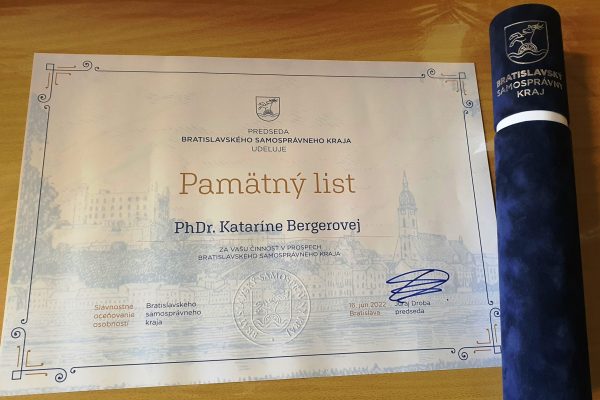 PREDSEDA
BRATISLAVSKÉHO SAMOSPRÁVNEHO KRAJA
UDEĽUJE
Pamätný list
PhDr. Kataríne Bergerovej
ZA VAŠU ČINNOSŤ V PROSPECH
BRATISLAVSKÉHO SAMOSPRÁVNEHO KRAJA
Slávnostné
oceňovanie
osobností
Bratislavského
samosprávneho
kraja
16. jún 2022
Bratislava
Juraj Droba
predseda
BRATISLAVSKÝ
SAMOSPRÁVNY
KRAJ